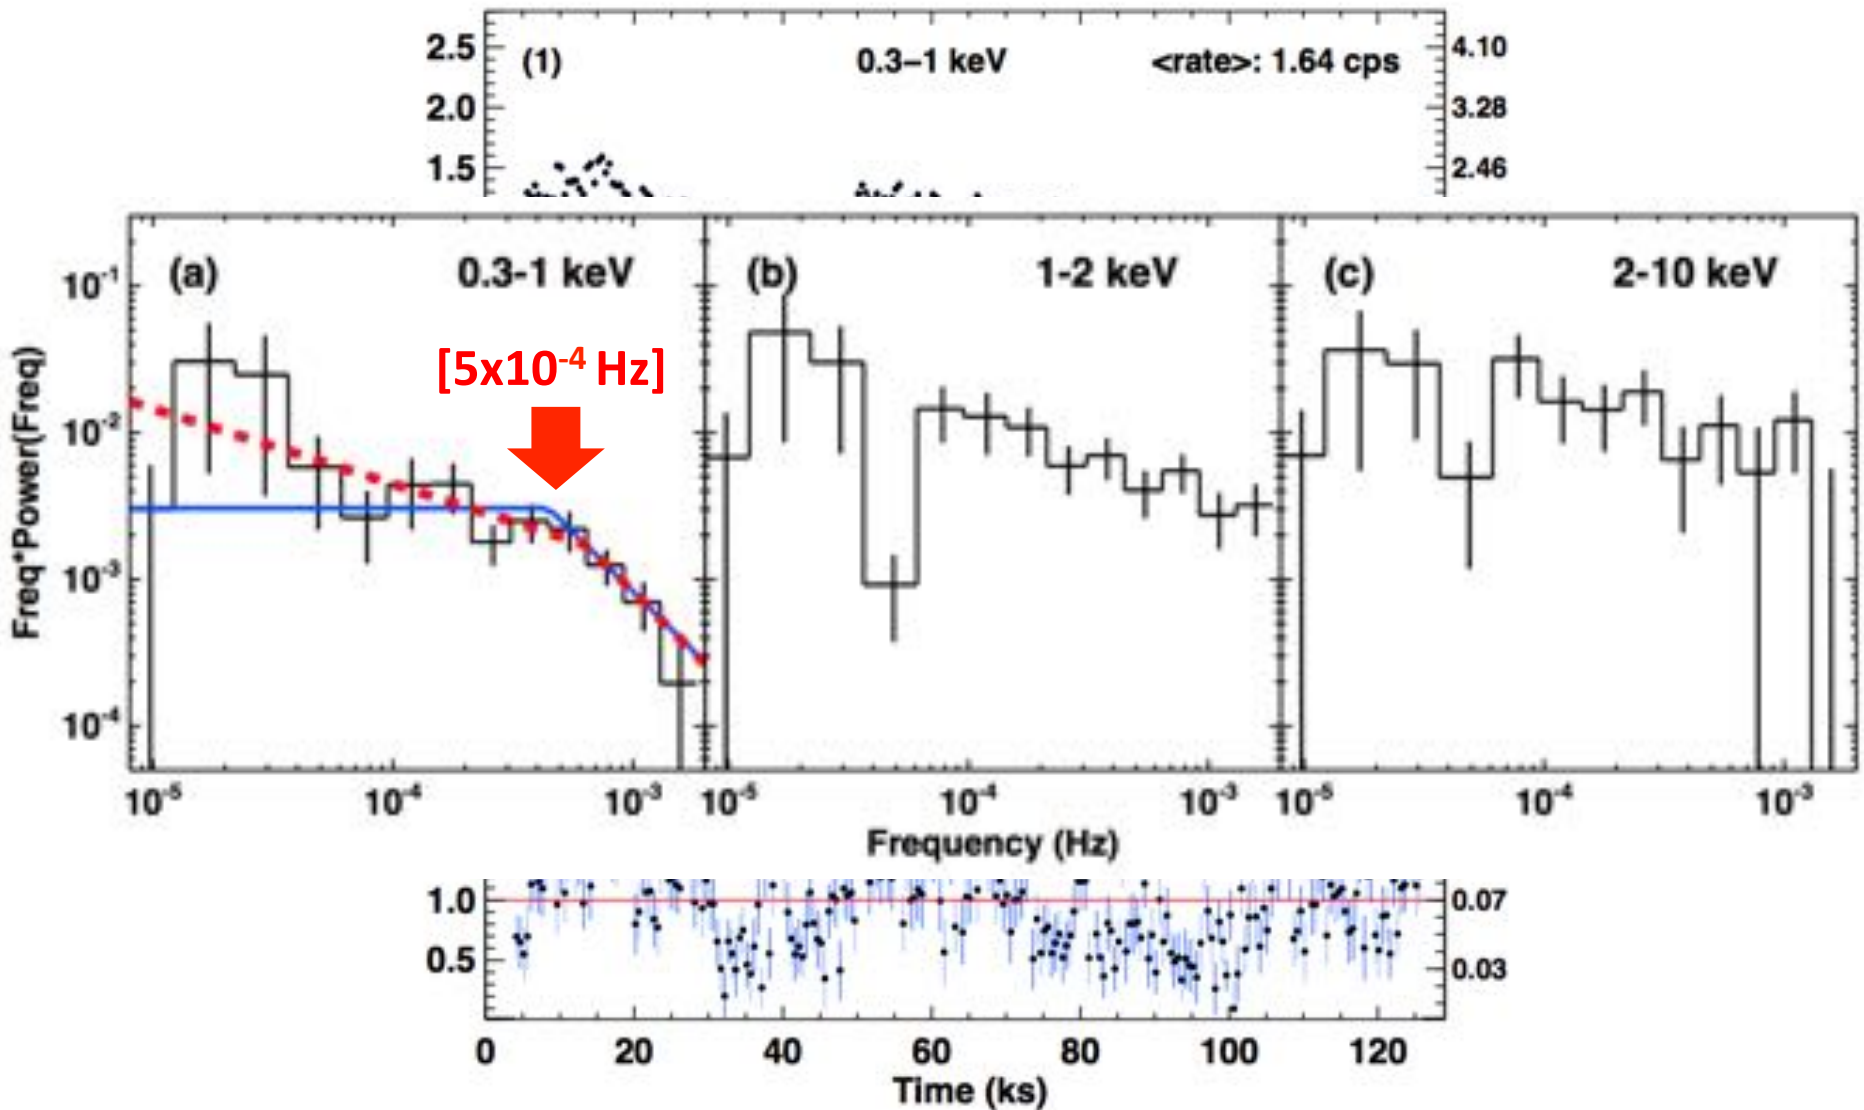 2.5 (1) 0.3–1 keV <rate>: 1.64 cps 4.10
2.0 3.28
1.5 2.46
(a) 0.3-1 keV (b) 1-2 keV (c) 2-10 keV
10⁻¹
[5x10⁻⁴ Hz]
10⁻²
10⁻³
10⁻⁴
Freq*Power(Freq)
10⁻⁵ 10⁻⁴ 10⁻³ 10⁻⁵ 10⁻⁴ 10⁻³ 10⁻⁵ 10⁻⁴ 10⁻³
Frequency (Hz)
1.0 0.07
0.5 0.03
0 20 40 60 80 100 120
Time (ks)